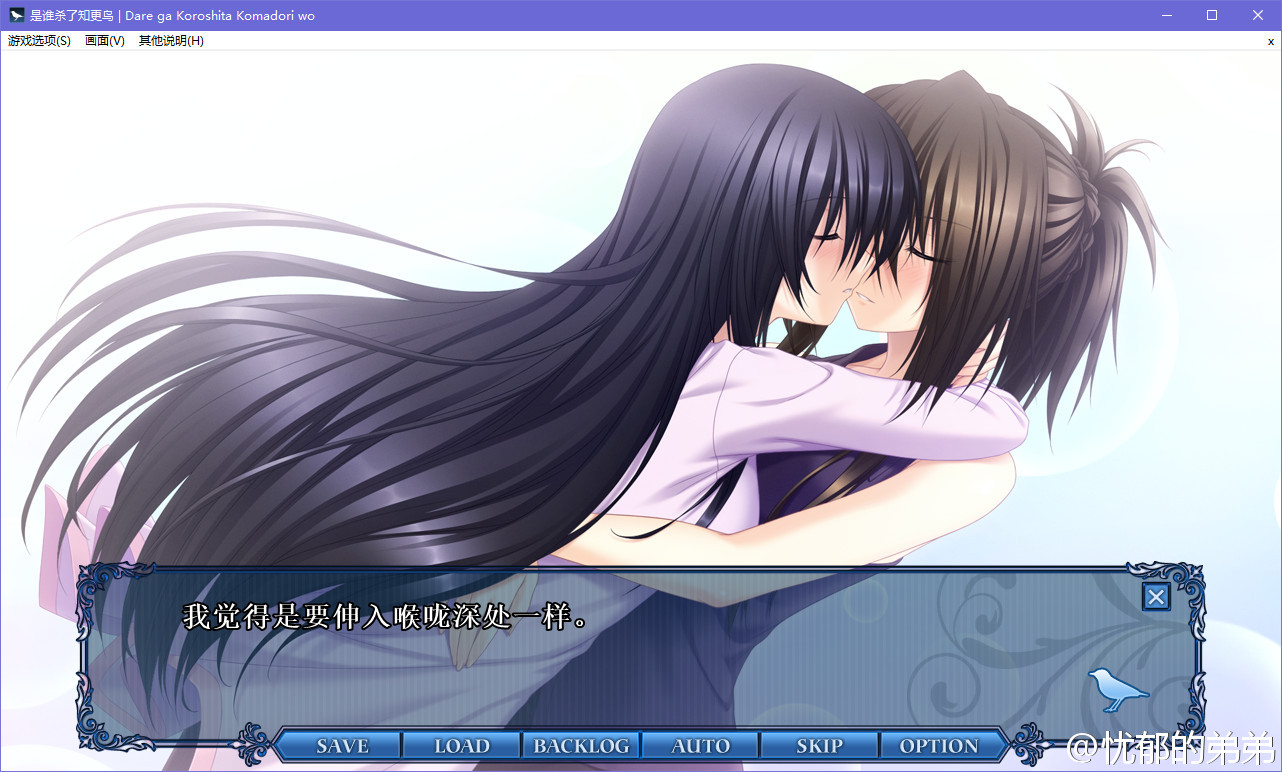 是谁杀了知更鸟 | Dare ga Koroshita Komadori wo
游戏选项(S) 画面(V) 其他说明(H) x
我觉得是要伸入喉咙深处一样。
SAVE LOAD BACKLOG AUTO SKIP OPTION
@忧郁的弟弟